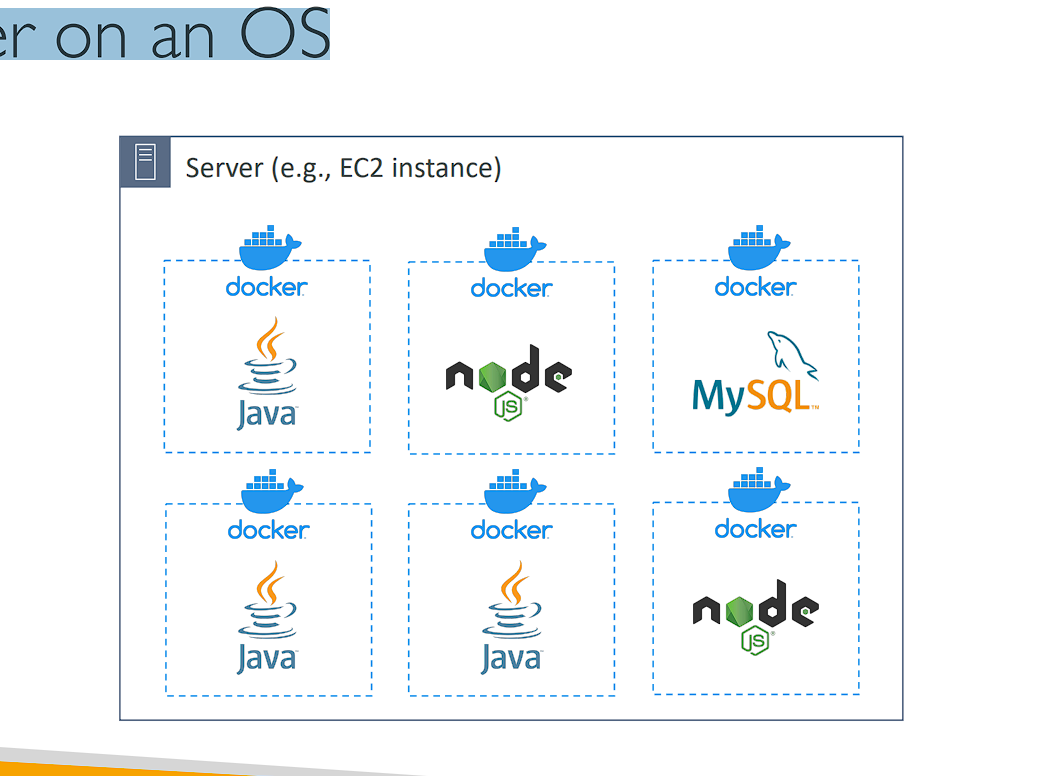 er on an OS
Server (e.g., EC2 instance)
docker docker docker
Java node JS MySQL™
docker docker docker
Java Java node JS